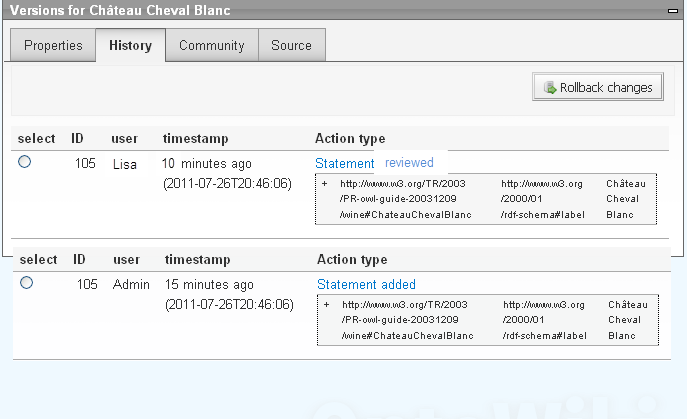 Versions for Château Cheval Blanc
Properties History Community Source
Rollback changes
select ID user timestamp Action type
105 Lisa 10 minutes ago Statement reviewed
(2011-07-26T20:46:06)
+ http://www.w3.org/TR/2003 http://www.w3.org Château
/PR-owl-guide-20031209 /2000/01 Cheval
/wine#ChateauChevalBlanc /rdf-schema#label Blanc
select ID user timestamp Action type
105 Admin 15 minutes ago Statement added
(2011-07-26T20:46:06)
+ http://www.w3.org/TR/2003 http://www.w3.org Château
/PR-owl-guide-20031209 /2000/01 Cheval
/wine#ChateauChevalBlanc /rdf-schema#label Blanc